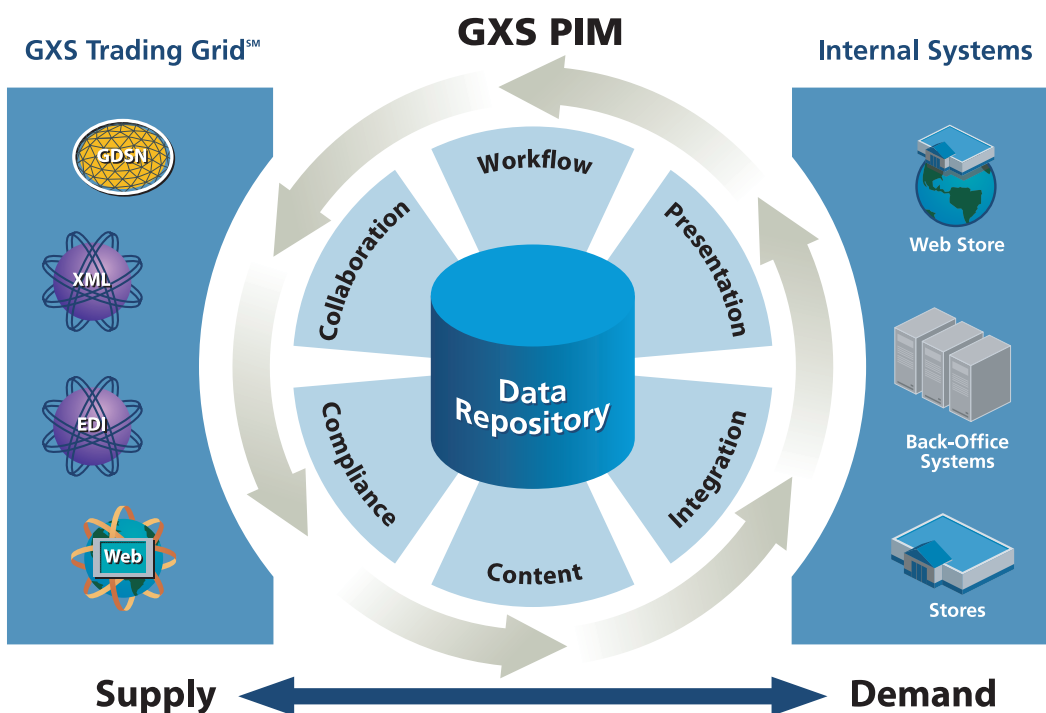 GXS PIM
GXS Trading Grid℠
Internal Systems
GDSN
XML
EDI
Web
Workflow
Presentation
Integration
Content
Compliance
Collaboration
Data
Repository
Web Store
Back-Office
Systems
Stores
Supply
Demand